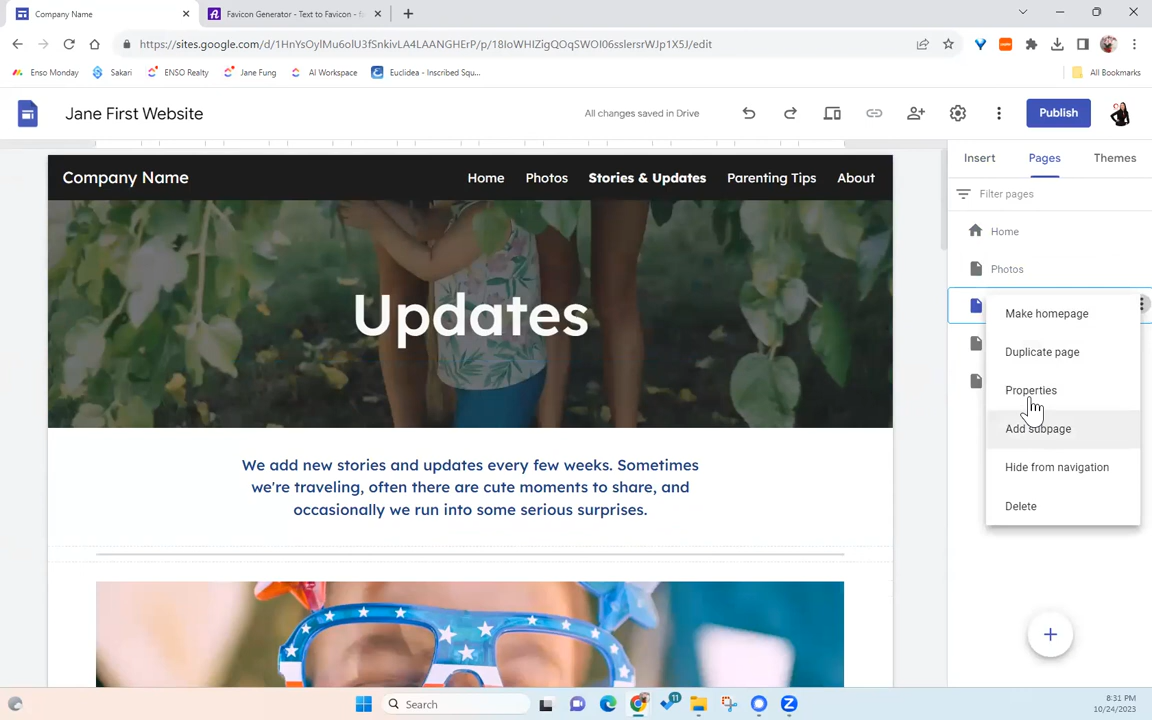 Company Name
Favicon Generator - Text to Favicon - f
https://sites.google.com/d/1HnYsOylMu6olU3fSnkivLA4LAANGHErP/p/18IoWHIZigQOqSWOI06sslersrWJp1X5J/edit
Enso Monday
Sakari
ENSO Realty
Jane Fung
AI Workspace
Euclidea - Inscribed Squ...
All Bookmarks
Jane First Website
All changes saved in Drive
Publish
Insert
Pages
Themes
Company Name
Home
Photos
Stories & Updates
Parenting Tips
About
Filter pages
Home
Photos
Updates
Make homepage
Duplicate page
Properties
Add subpage
Hide from navigation
Delete
We add new stories and updates every few weeks. Sometimes
we're traveling, often there are cute moments to share, and
occasionally we run into some serious surprises.
Search
11
8:31 PM
10/24/2023